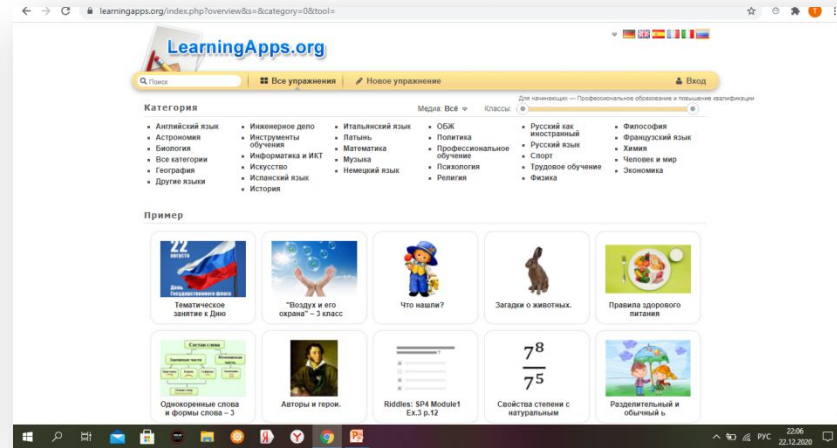 learningapps.org/index.php?overview&s=&category=0&tool=
LearningApps.org
Поиск
Все упражнения
Новое упражнение
Вход
Категория
Медиа: Всё
Классы:
Для начинающих — Профессиональное образование и повышение квалификации
Английский язык
Астрономия
Биология
Все категории
География
Другие языки
Инженерное дело
Инструменты обучения
Информатика и ИКТ
Искусство
Испанский язык
История
Итальянский язык
Латынь
Математика
Музыка
Немецкий язык
ОБЖ
Политика
Профессиональное обучение
Психология
Религия
Русский как иностранный
Русский язык
Спорт
Трудовое обучение
Физика
Философия
Французский язык
Химия
Человек и мир
Экономика
Пример
22
августа
День
Государственного флага
Тематическое
занятие к Дню
"Воздух и его
охрана" – 3 класс
Что нашли?
Загадки о животных.
Правила здорового
питания
Состав слова
Однокоренные слова
и формы слова – 3
Авторы и герои.
Riddles: SP4 Module1
Ex.3 p.12
7⁸
7⁵
Свойства степени с
натуральным
Разделительный и
обычный ь
РУС
22:06
22.12.2020